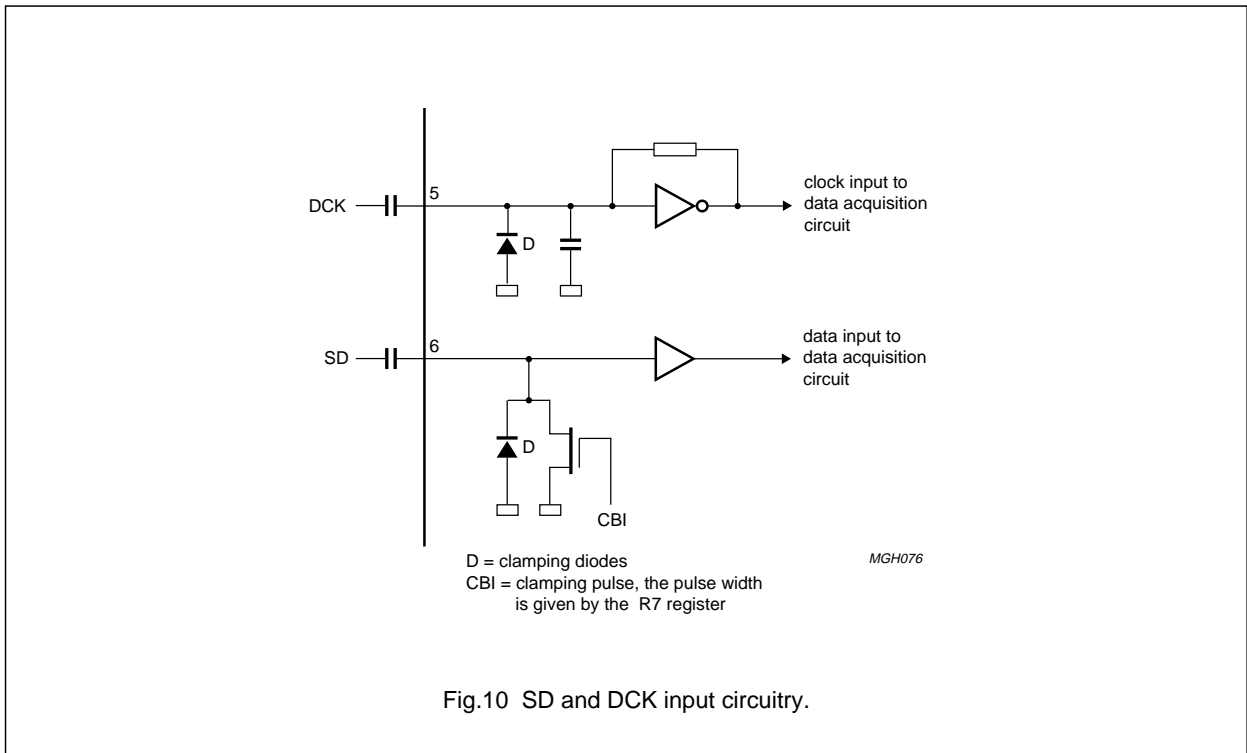 DCK
5
D
clock input to
data acquisition
circuit
SD
6
D
CBI
data input to
data acquisition
circuit
D = clamping diodes
CBI = clamping pulse, the pulse width
is given by the R7 register
MGH076
Fig.10 SD and DCK input circuitry.